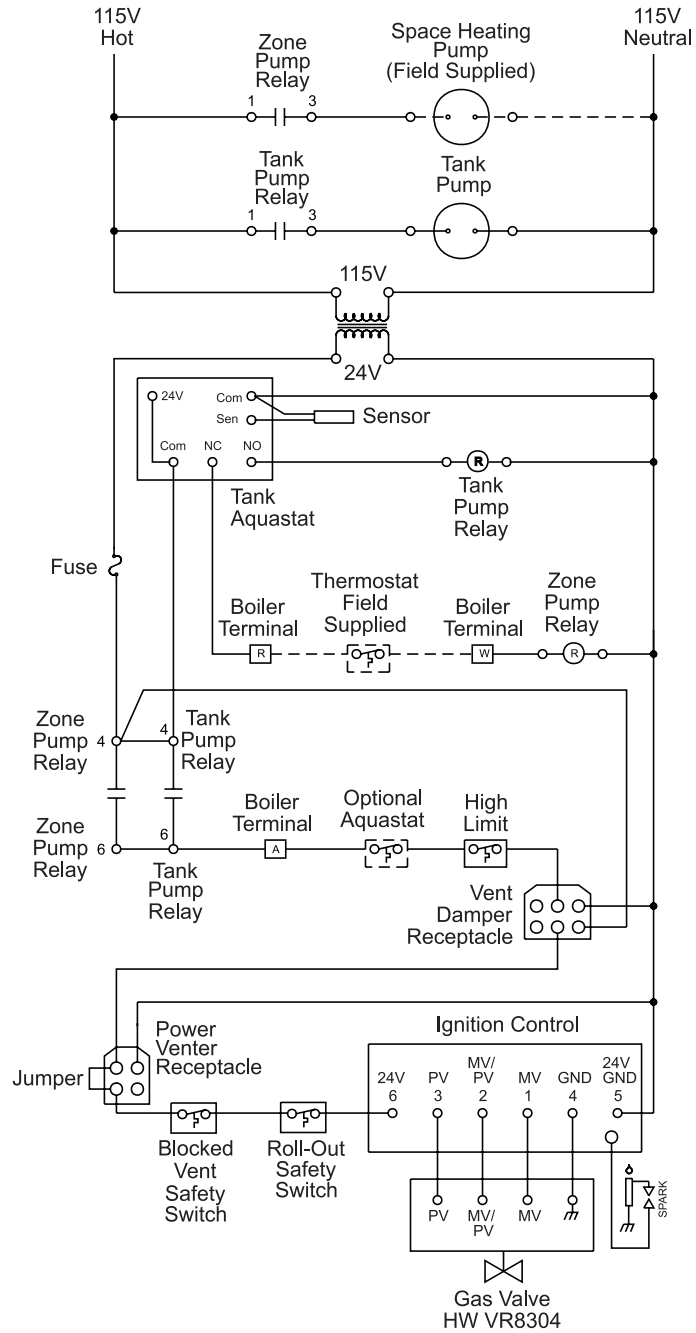 115V
Hot
115V
Neutral
Zone
Pump
Relay
Space Heating
Pump
(Field Supplied)
1
3
Tank
Pump
Relay
Tank
Pump
1
3
115V
24V
24V
Com
Sen
Sensor
Com
NC
NO
R
Tank
Aquastat
Tank
Pump
Relay
Fuse
Boiler
Terminal
Thermostat
Field
Supplied
Boiler
Terminal
Zone
Pump
Relay
R
W
R
Zone
Pump
Relay
4
4
Tank
Pump
Relay
Zone
Pump
Relay
6
6
Tank
Pump
Relay
Boiler
Terminal
A
Optional
Aquastat
High
Limit
Vent
Damper
Receptacle
Power
Venter
Receptacle
Jumper
Ignition Control
24V
6
PV
3
MV/
PV
2
MV
1
GND
4
24V
GND
5
Blocked
Vent
Safety
Switch
Roll-Out
Safety
Switch
PV
MV/
PV
MV
SPARK
Gas Valve
HW VR8304